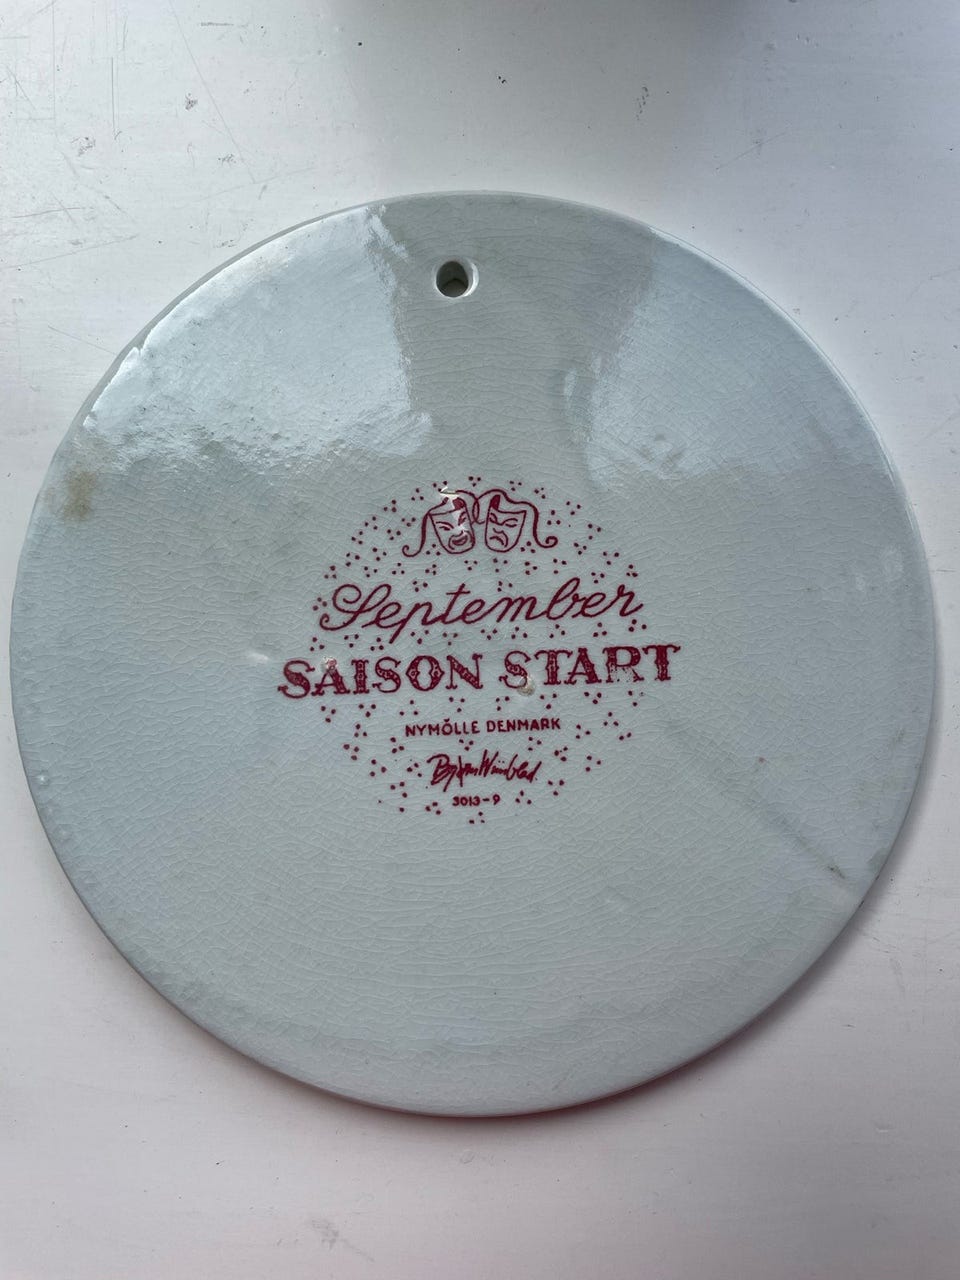 September
SAISON START
NYMÖLLE DENMARK
Bjørn Wiinblad.
3013-9